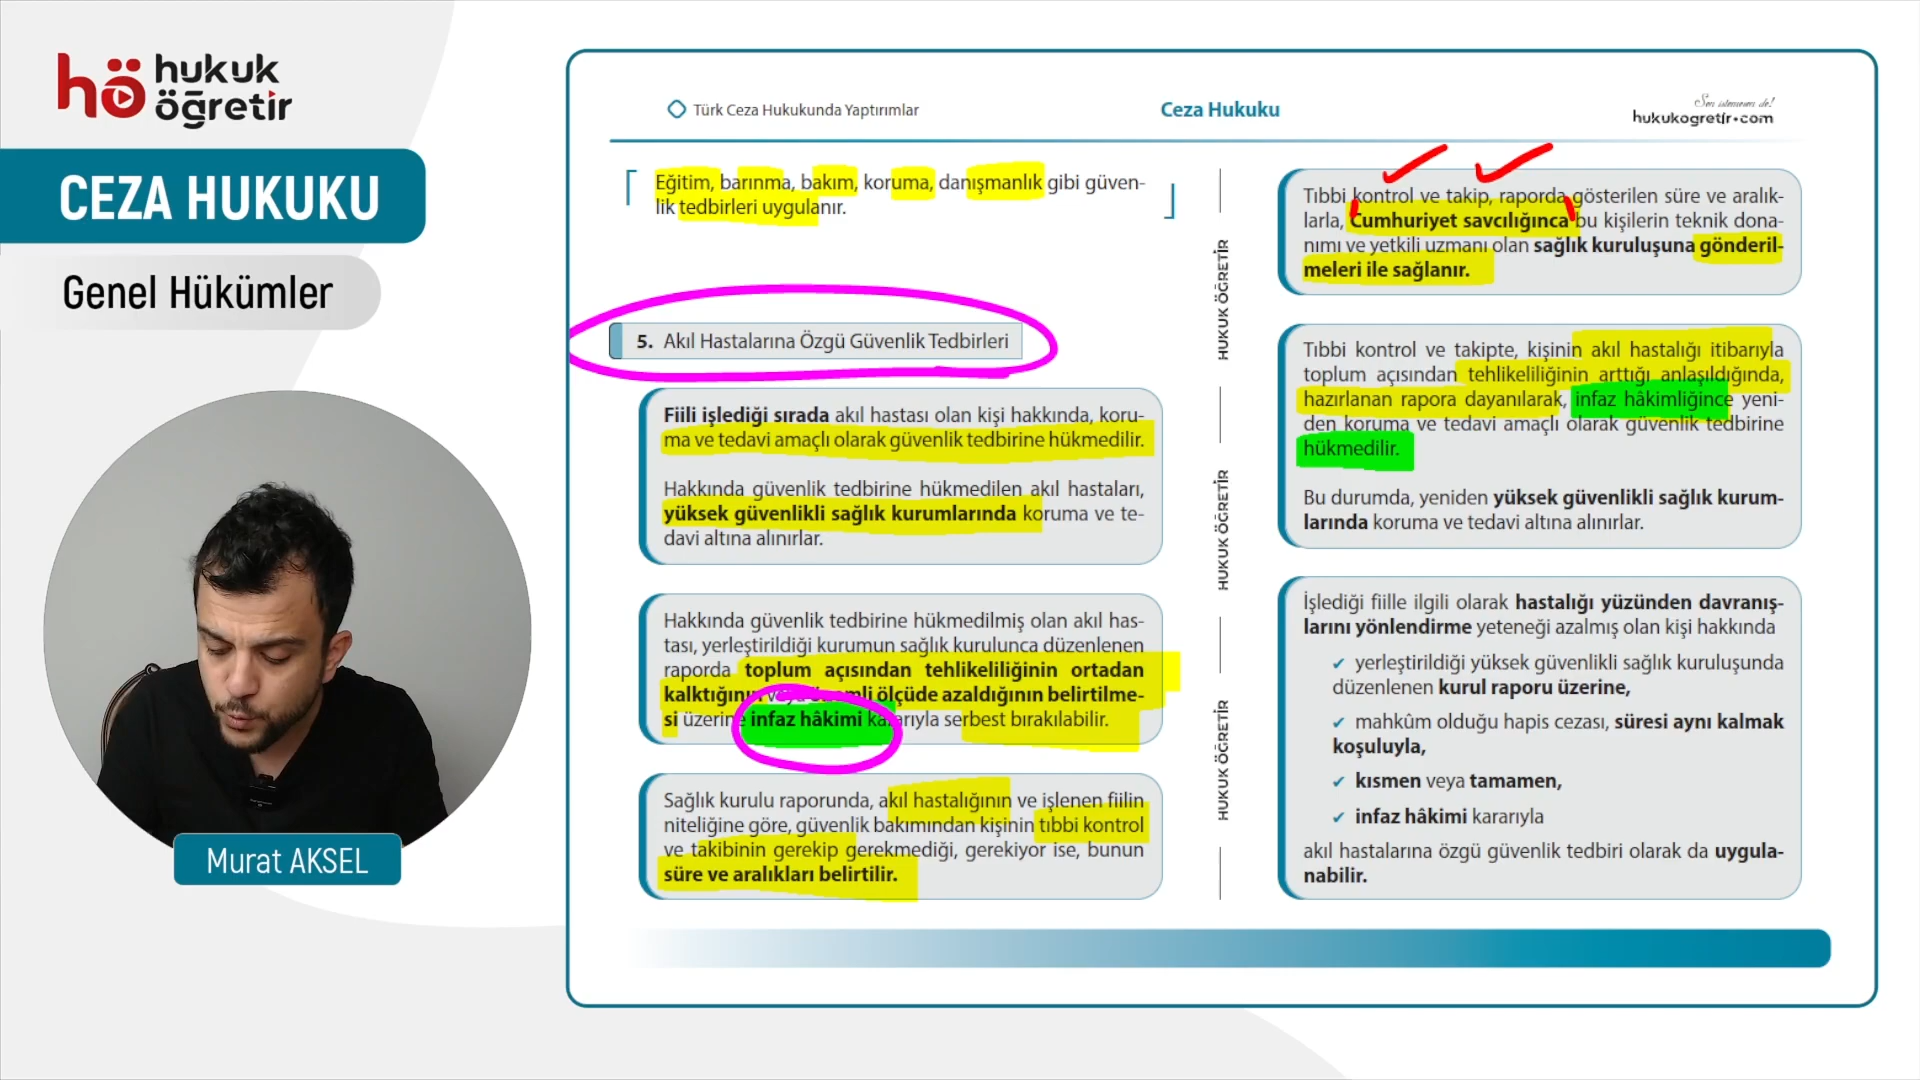 hö hukuk
öğretir
CEZA HUKUKU
Genel Hükümler
Murat AKSEL
Türk Ceza Hukukunda Yaptırımlar
Ceza Hukuku
Sen istemesen de!
hukukogretir•com
Eğitim, barınma, bakım, koruma, danışmanlık gibi güven-
lik tedbirleri uygulanır.
5. Akıl Hastalarına Özgü Güvenlik Tedbirleri
Fiili işlediği sırada akıl hastası olan kişi hakkında, koru-
ma ve tedavi amaçlı olarak güvenlik tedbirine hükmedilir.
Hakkında güvenlik tedbirine hükmedilen akıl hastaları,
yüksek güvenlikli sağlık kurumlarında koruma ve te-
davi altına alınırlar.
Hakkında güvenlik tedbirine hükmedilmiş olan akıl has-
tası, yerleştirildiği kurumun sağlık kurulunca düzenlenen
raporda toplum açısından tehlikeliliğinin ortadan
kalktığının veya önemli ölçüde azaldığının belirtilme-
si üzerine infaz hâkimi kararıyla serbest bırakılabilir.
Sağlık kurulu raporunda, akıl hastalığının ve işlenen fiilin
niteliğine göre, güvenlik bakımından kişinin tıbbi kontrol
ve takibinin gerekip gerekmediği, gerekiyor ise, bunun
süre ve aralıkları belirtilir.
HUKUK ÖĞRETİR
HUKUK ÖĞRETİR
HUKUK ÖĞRETİR
Tıbbi kontrol ve takip, raporda gösterilen süre ve aralık-
larla, Cumhuriyet savcılığınca bu kişilerin teknik dona-
nımı ve yetkili uzmanı olan sağlık kuruluşuna gönderil-
meleri ile sağlanır.
Tıbbi kontrol ve takipte, kişinin akıl hastalığı itibarıyla
toplum açısından tehlikeliliğinin arttığı anlaşıldığında,
hazırlanan rapora dayanılarak, infaz hâkimliğince yeni-
den koruma ve tedavi amaçlı olarak güvenlik tedbirine
hükmedilir.
Bu durumda, yeniden yüksek güvenlikli sağlık kurum-
larında koruma ve tedavi altına alınırlar.
İşlediği fiille ilgili olarak hastalığı yüzünden davranış-
larını yönlendirme yeteneği azalmış olan kişi hakkında
✓ yerleştirildiği yüksek güvenlikli sağlık kuruluşunda
düzenlenen kurul raporu üzerine,
✓ mahkûm olduğu hapis cezası, süresi aynı kalmak
koşuluyla,
✓ kısmen veya tamamen,
✓ infaz hâkimi kararıyla
akıl hastalarına özgü güvenlik tedbiri olarak da uygula-
nabilir.